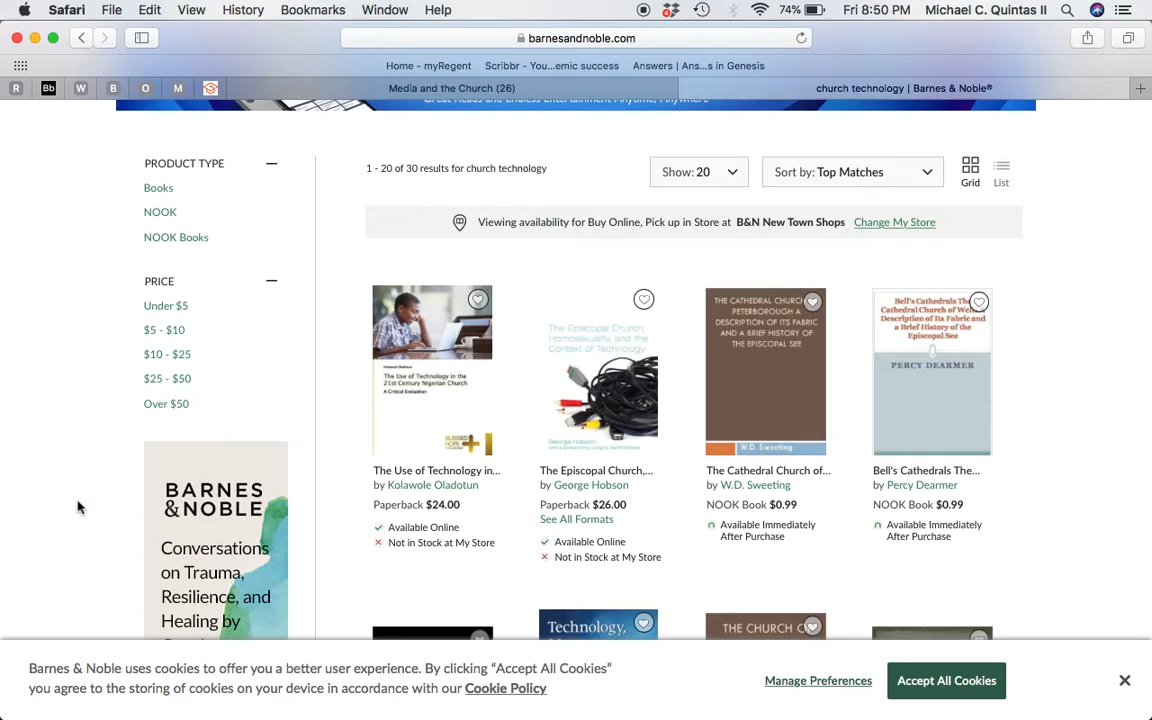 Safari File Edit View History Bookmarks Window Help 74% Fri 8:50 PM Michael C. Quintas II
barnesandnoble.com
Home - myRegent Scribbr - You...emic success Answers | Ans...s in Genesis
R Bb W B O M Media and the Church (26) church technology | Barnes & Noble®
Great Reads and Endless Entertainment Anytime, Anywhere
PRODUCT TYPE
Books
NOOK
NOOK Books
PRICE
Under $5
$5 - $10
$10 - $25
$25 - $50
Over $50
BARNES
&NOBLE
Conversations
on Trauma,
Resilience, and
Healing by
1 - 20 of 30 results for church technology
Show: 20
Sort by: Top Matches
Grid
List
Viewing availability for Buy Online, Pick up in Store at B&N New Town Shops Change My Store
Kolawole Oladotun
The Use of Technology in the
21st Century Nigerian Church
A Critical Evaluation
BLESSED
HOPE
The Use of Technology in...
by Kolawole Oladotun
Paperback $24.00
Available Online
Not in Stock at My Store
The Episcopal Church,
Homosexuality, and the
Context of Technology
George Hobson
The Episcopal Church,...
by George Hobson
Paperback $26.00
See All Formats
Available Online
Not in Stock at My Store
THE CATHEDRAL CHURCH
PETERBOROUGH A
DESCRIPTION OF ITS FABRIC
AND A BRIEF HISTORY OF
THE EPISCOPAL SEE
W.D. Sweeting
The Cathedral Church of...
by W.D. Sweeting
NOOK Book $0.99
Available Immediately
After Purchase
Bell's Cathedrals The
Cathedral Church of Wells
Description of Its Fabric and
a Brief History of the
Episcopal See
PERCY DEARMER
Bell's Cathedrals The...
by Percy Dearmer
NOOK Book $0.99
Available Immediately
After Purchase
Technology,
THE CHURCH
Barnes & Noble uses cookies to offer you a better user experience. By clicking “Accept All Cookies”
you agree to the storing of cookies on your device in accordance with our Cookie Policy
Manage Preferences
Accept All Cookies